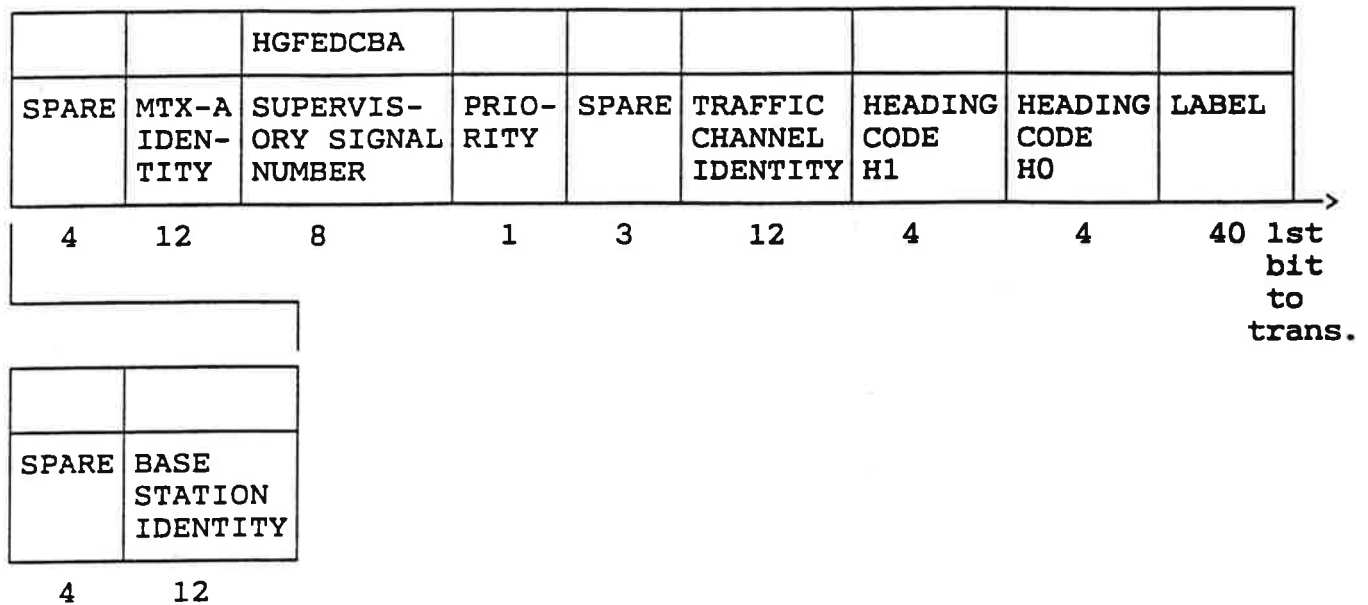 HGFEDCBA
SPARE MTX-A SUPERVIS- PRIO- SPARE TRAFFIC HEADING HEADING LABEL
IDEN- ORY SIGNAL RITY CHANNEL CODE CODE
TITY NUMBER IDENTITY H1 H0
4 12 8 1 3 12 4 4 40 1st
bit
to
trans.
SPARE BASE
STATION
IDENTITY
4 12